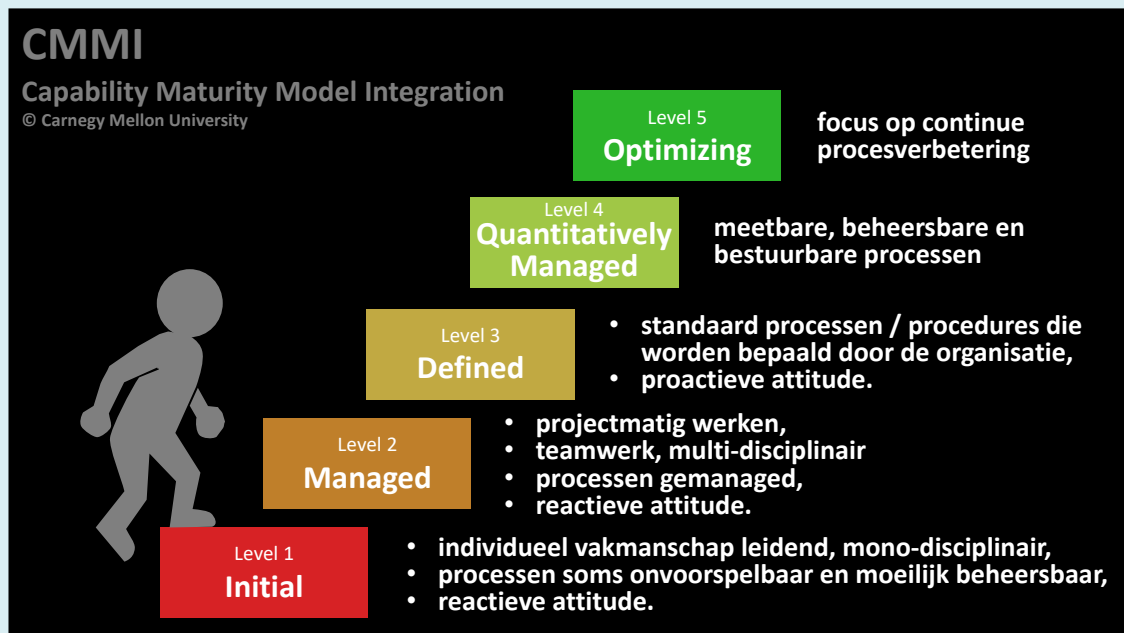 CMMI
Capability Maturity Model Integration
© Carnegy Mellon University
Level 5
Optimizing
focus op continue
procesverbetering
Level 4
Quantitatively
Managed
meetbare, beheersbare en
bestuurbare processen
Level 3
Defined
• standaard processen / procedures die
worden bepaald door de organisatie,
• proactieve attitude.
Level 2
Managed
• projectmatig werken,
• teamwerk, multi-disciplinair
• processen gemanaged,
• reactieve attitude.
Level 1
Initial
• individueel vakmanschap leidend, mono-disciplinair,
• processen soms onvoorspelbaar en moeilijk beheersbaar,
• reactieve attitude.